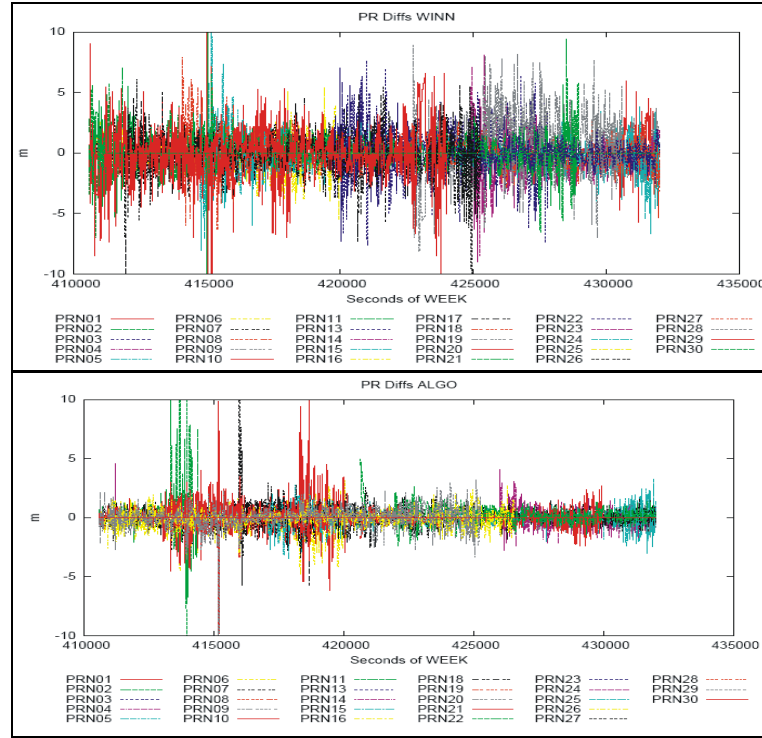 PR Diffs WINN
10
5
0
-5
-10
m
410000 415000 420000 425000 430000 435000
Seconds of WEEK
PRN01 PRN06 PRN11 PRN17 PRN22 PRN27
PRN02 PRN07 PRN13 PRN18 PRN23 PRN28
PRN03 PRN08 PRN14 PRN19 PRN24 PRN29
PRN04 PRN09 PRN15 PRN20 PRN25 PRN30
PRN05 PRN10 PRN16 PRN21 PRN26
PR Diffs ALGO
10
5
0
-5
-10
m
410000 415000 420000 425000 430000 435000
Seconds of WEEK
PRN01 PRN06 PRN11 PRN18 PRN23 PRN28
PRN02 PRN07 PRN13 PRN19 PRN24 PRN29
PRN03 PRN08 PRN14 PRN20 PRN25 PRN30
PRN04 PRN09 PRN15 PRN21 PRN26
PRN05 PRN10 PRN16 PRN22 PRN27